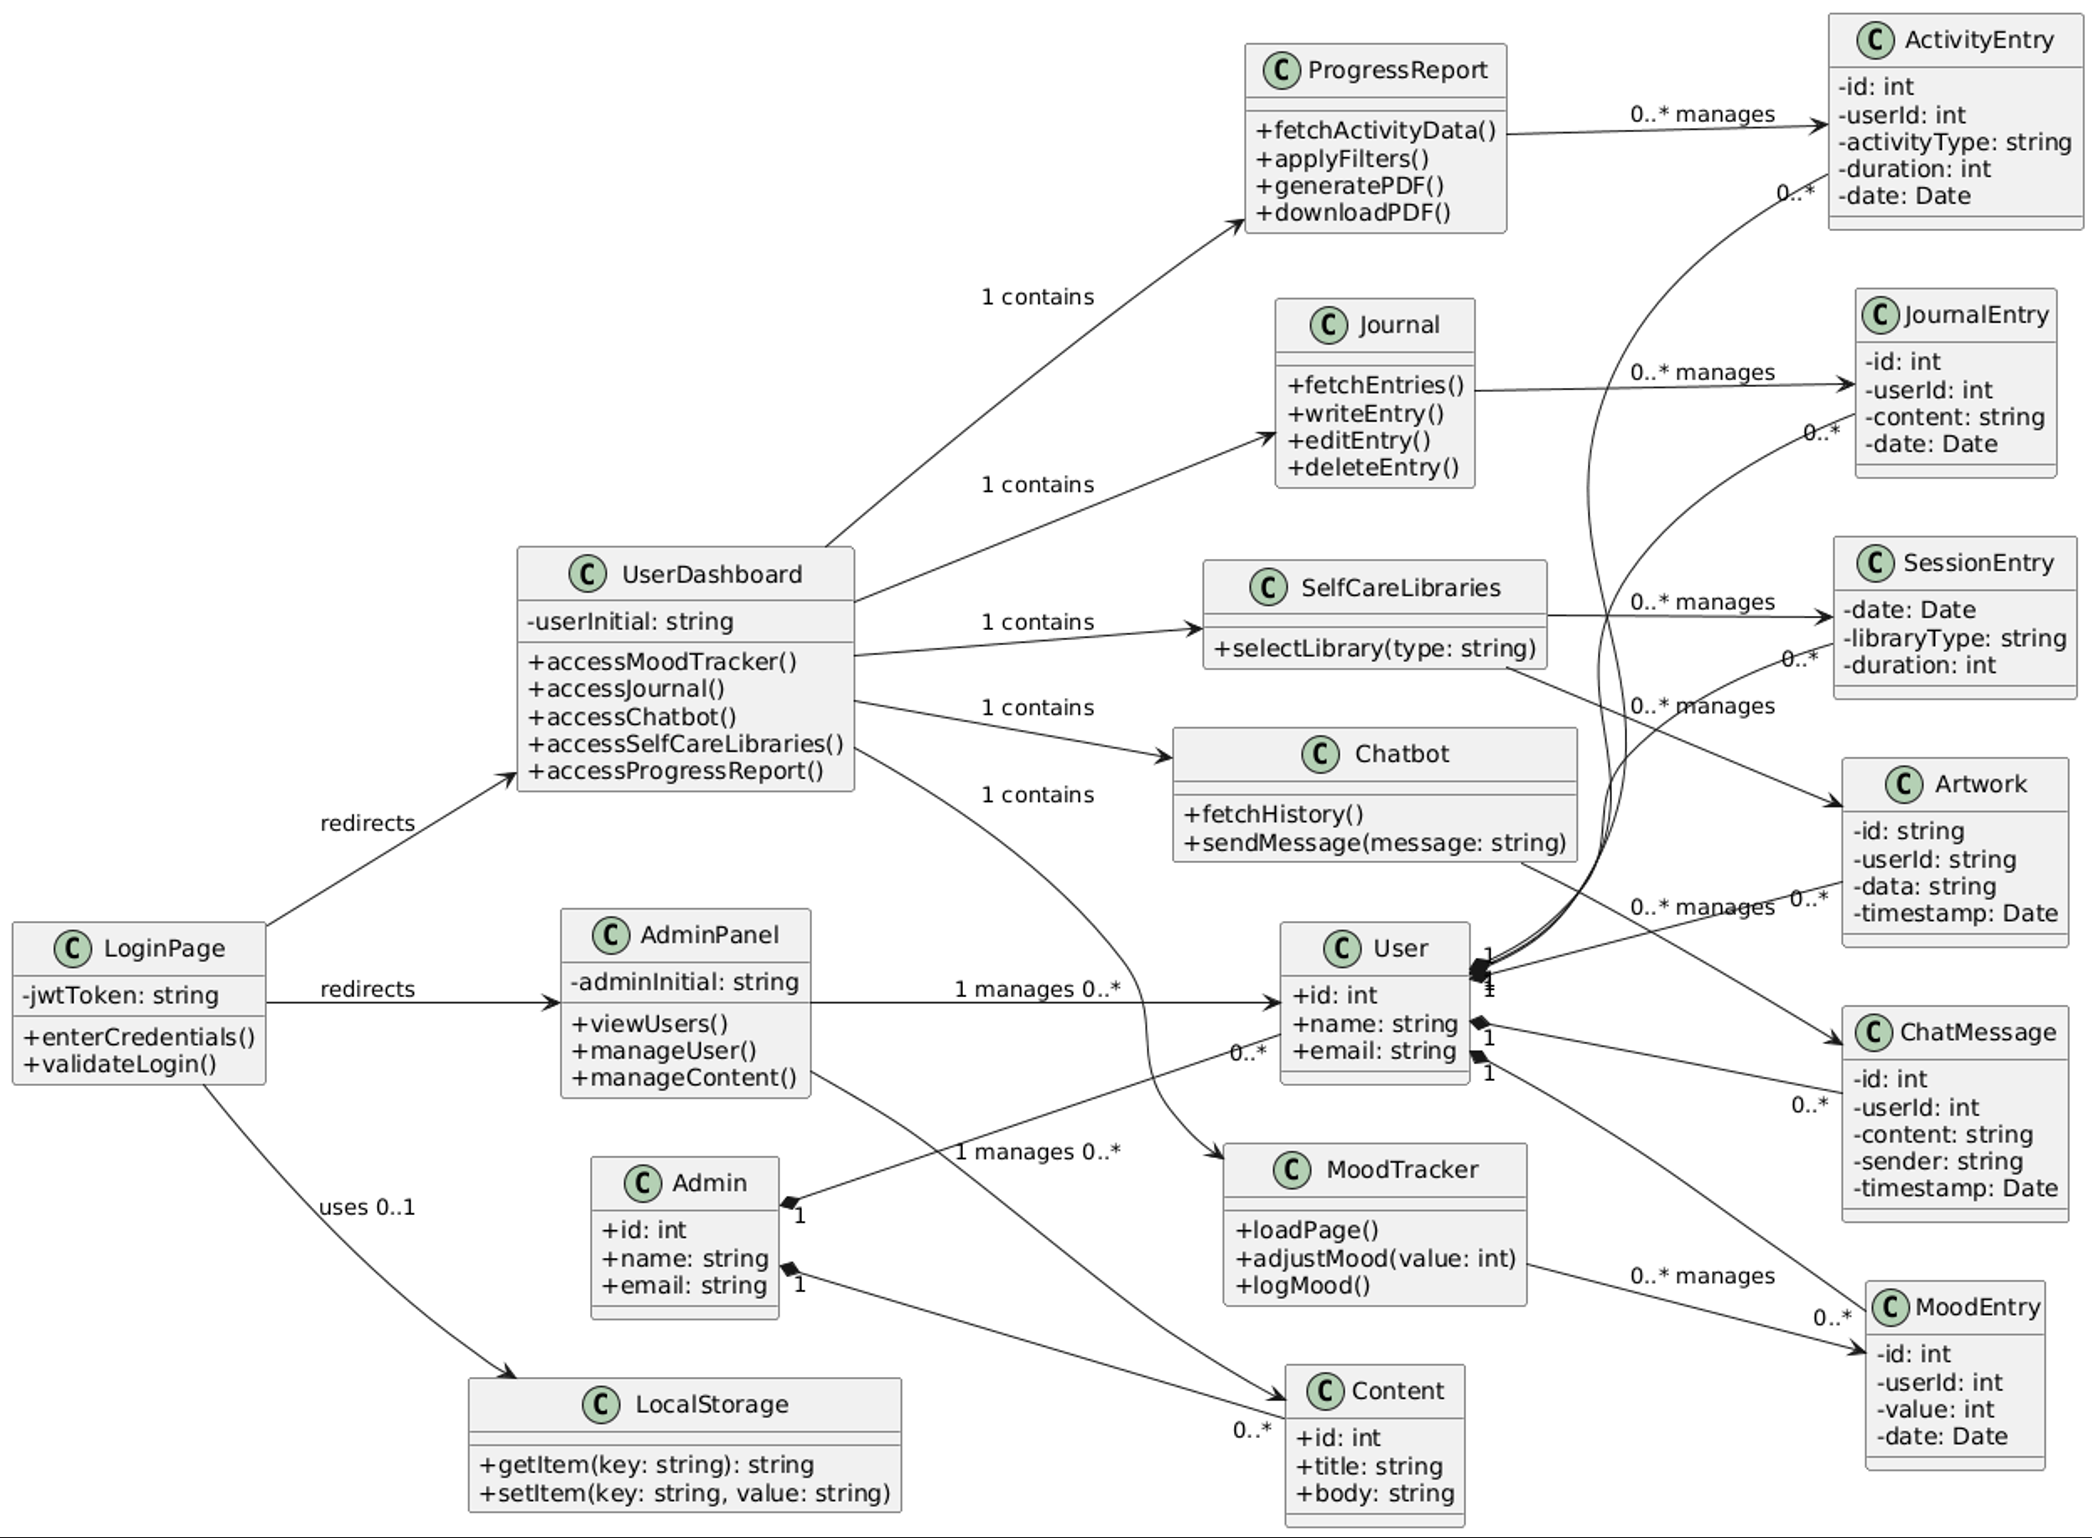 C ProgressReport
+fetchActivityData()
+applyFilters()
+generatePDF()
+downloadPDF()
0..* manages
C ActivityEntry
-id: int
-userId: int
-activityType: string
-duration: int
-date: Date
0..*
1 contains
C Journal
+fetchEntries()
+writeEntry()
+editEntry()
+deleteEntry()
0..* manages
C JournalEntry
-id: int
-userId: int
-content: string
-date: Date
0..*
1 contains
C UserDashboard
-userInitial: string
+accessMoodTracker()
+accessJournal()
+accessChatbot()
+accessSelfCareLibraries()
+accessProgressReport()
1 contains
C SelfCareLibraries
+selectLibrary(type: string)
0..* manages
C SessionEntry
-date: Date
-libraryType: string
-duration: int
0..*
0..* manages
1 contains
C Chatbot
+fetchHistory()
+sendMessage(message: string)
1 contains
C Artwork
-id: string
-userId: string
-data: string
-timestamp: Date
0..*
0..* manages
redirects
C LoginPage
-jwtToken: string
+enterCredentials()
+validateLogin()
redirects
C AdminPanel
-adminInitial: string
+viewUsers()
+manageUser()
+manageContent()
1 manages 0..*
C User
+id: int
+name: string
+email: string
1
1
1
1
0..*
C ChatMessage
-id: int
-userId: int
-content: string
-sender: string
-timestamp: Date
0..*
1 manages 0..*
C Admin
+id: int
+name: string
+email: string
1
1
C MoodTracker
+loadPage()
+adjustMood(value: int)
+logMood()
0..* manages
C MoodEntry
-id: int
-userId: int
-value: int
-date: Date
0..*
uses 0..1
C LocalStorage
+getItem(key: string): string
+setItem(key: string, value: string)
C Content
+id: int
+title: string
+body: string
0..*